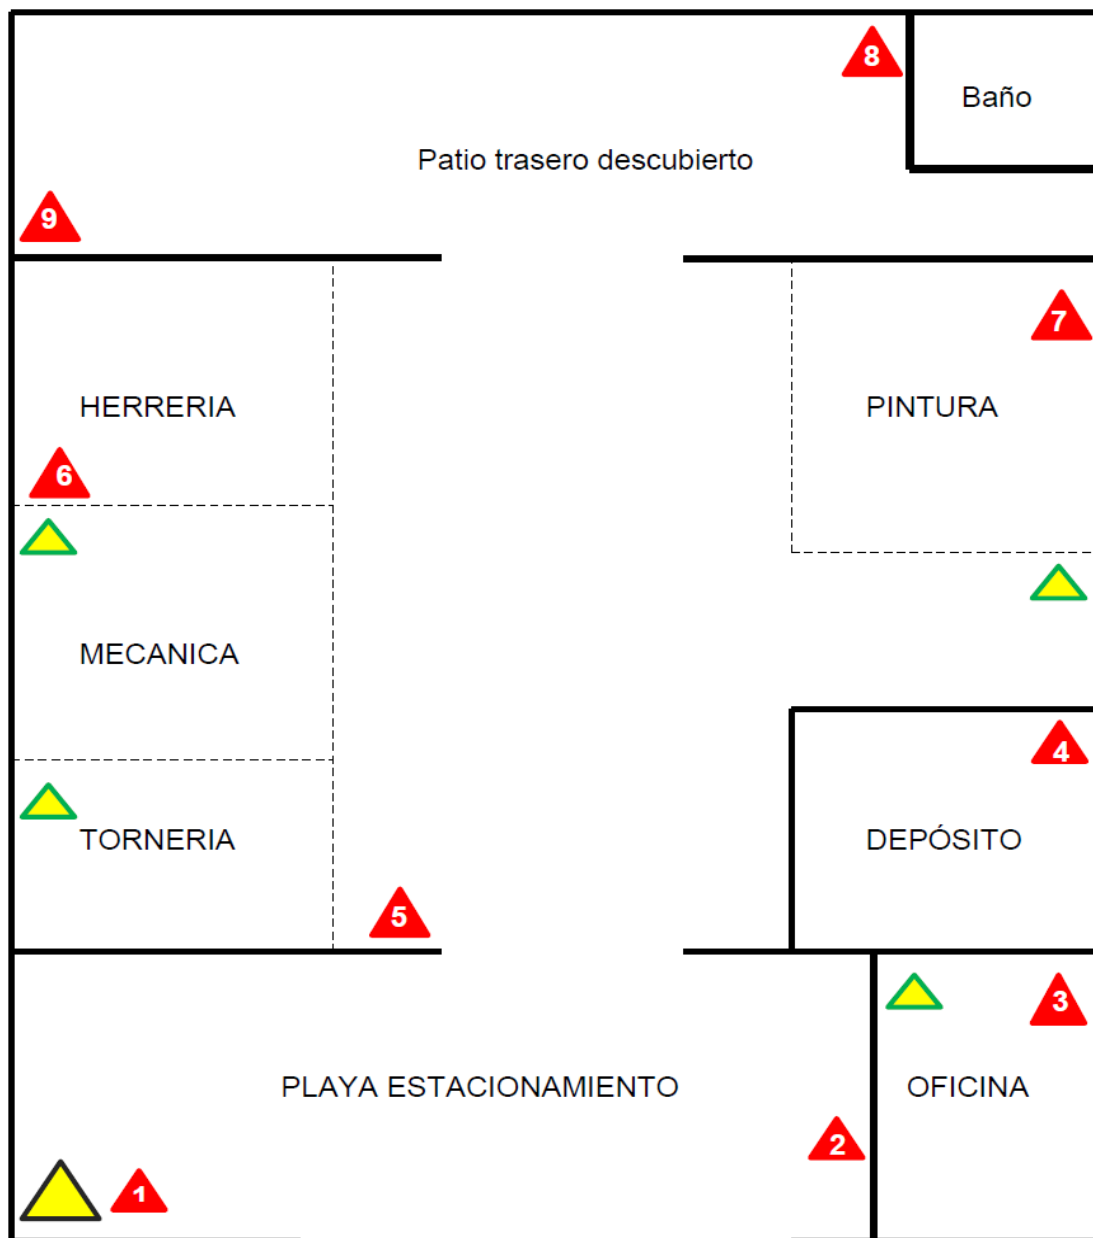 8
Baño
Patio trasero descubierto
9
7
HERRERIA
PINTURA
6
MECANICA
4
TORNERIA
DEPÓSITO
5
3
PLAYA ESTACIONAMIENTO
OFICINA
2
1